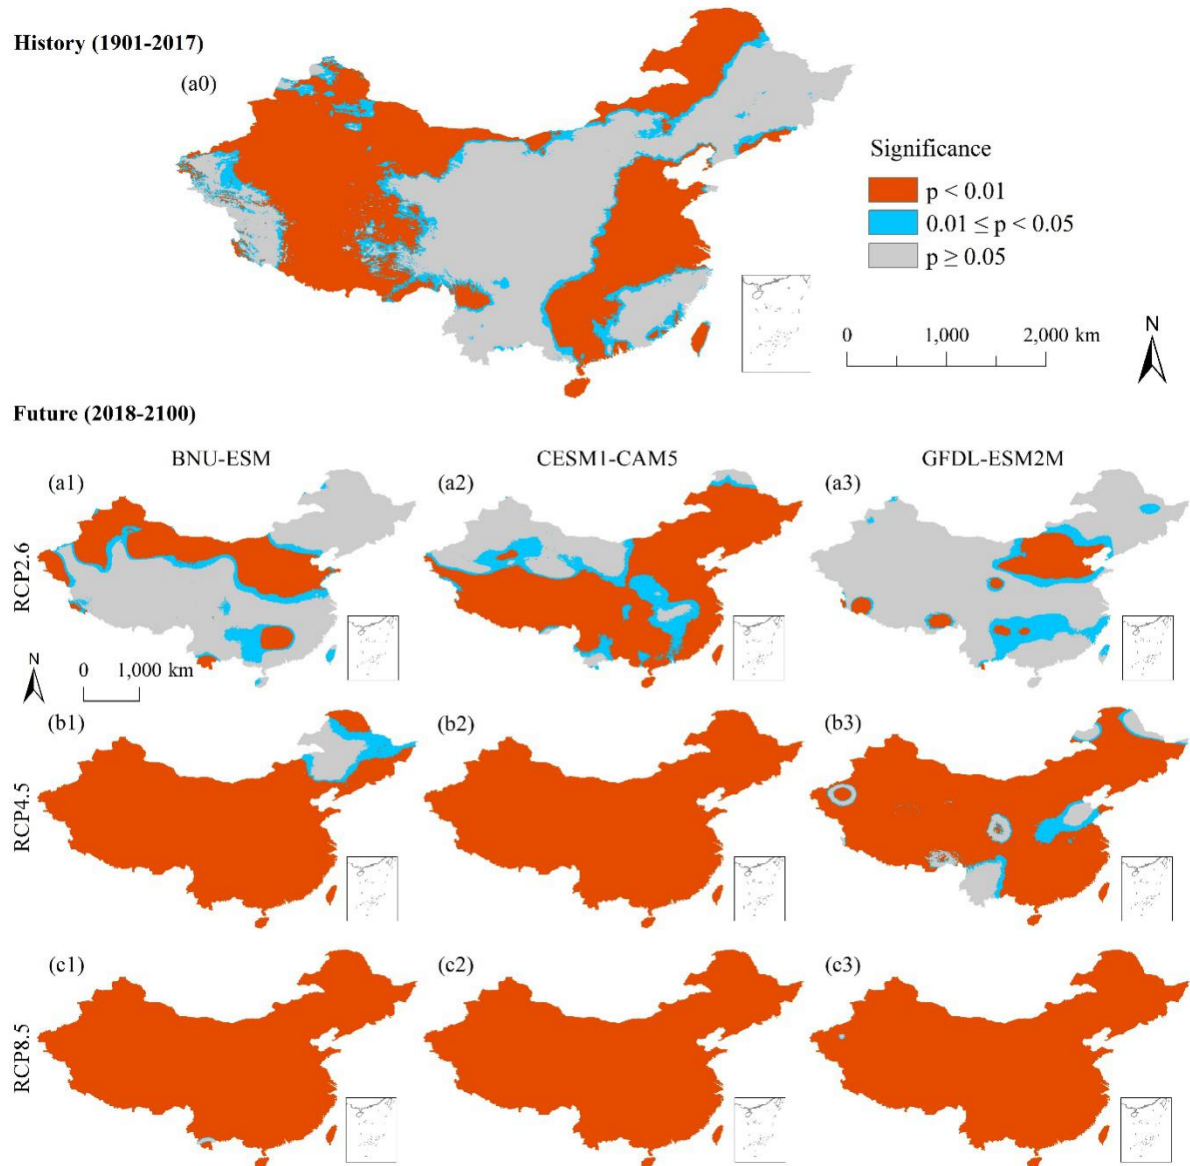 History (1901-2017)
(a0)
Significance
p < 0.01
0.01 ≤ p < 0.05
p ≥ 0.05
0 1,000 2,000 km
N
Future (2018-2100)
BNU-ESM CESM1-CAM5 GFDL-ESM2M
RCP2.6
(a1) (a2) (a3)
N
0 1,000 km
RCP4.5
(b1) (b2) (b3)
RCP8.5
(c1) (c2) (c3)